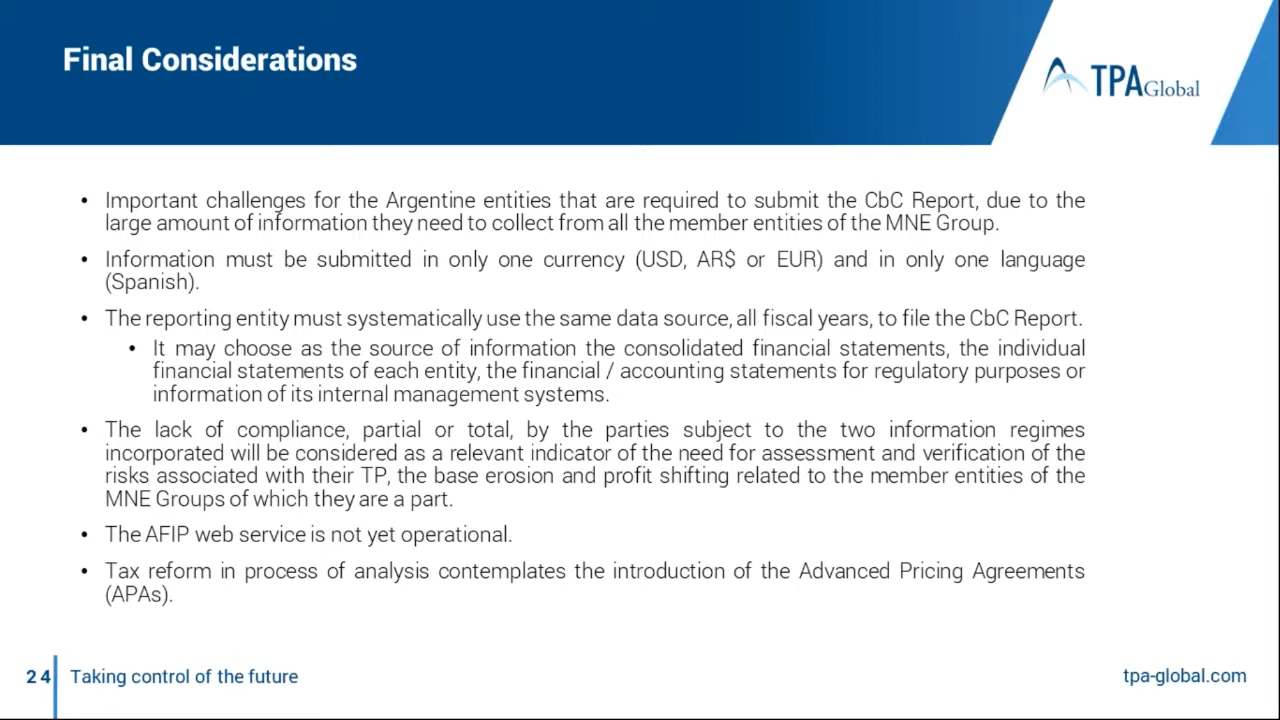 Final Considerations
TPAGlobal
• Important challenges for the Argentine entities that are required to submit the CbC Report, due to the
large amount of information they need to collect from all the member entities of the MNE Group.
• Information must be submitted in only one currency (USD, AR$ or EUR) and in only one language
(Spanish).
• The reporting entity must systematically use the same data source, all fiscal years, to file the CbC Report.
• It may choose as the source of information the consolidated financial statements, the individual
financial statements of each entity, the financial / accounting statements for regulatory purposes or
information of its internal management systems.
• The lack of compliance, partial or total, by the parties subject to the two information regimes
incorporated will be considered as a relevant indicator of the need for assessment and verification of the
risks associated with their TP, the base erosion and profit shifting related to the member entities of the
MNE Groups of which they are a part.
• The AFIP web service is not yet operational.
• Tax reform in process of analysis contemplates the introduction of the Advanced Pricing Agreements
(APAs).
24 Taking control of the future
tpa-global.com